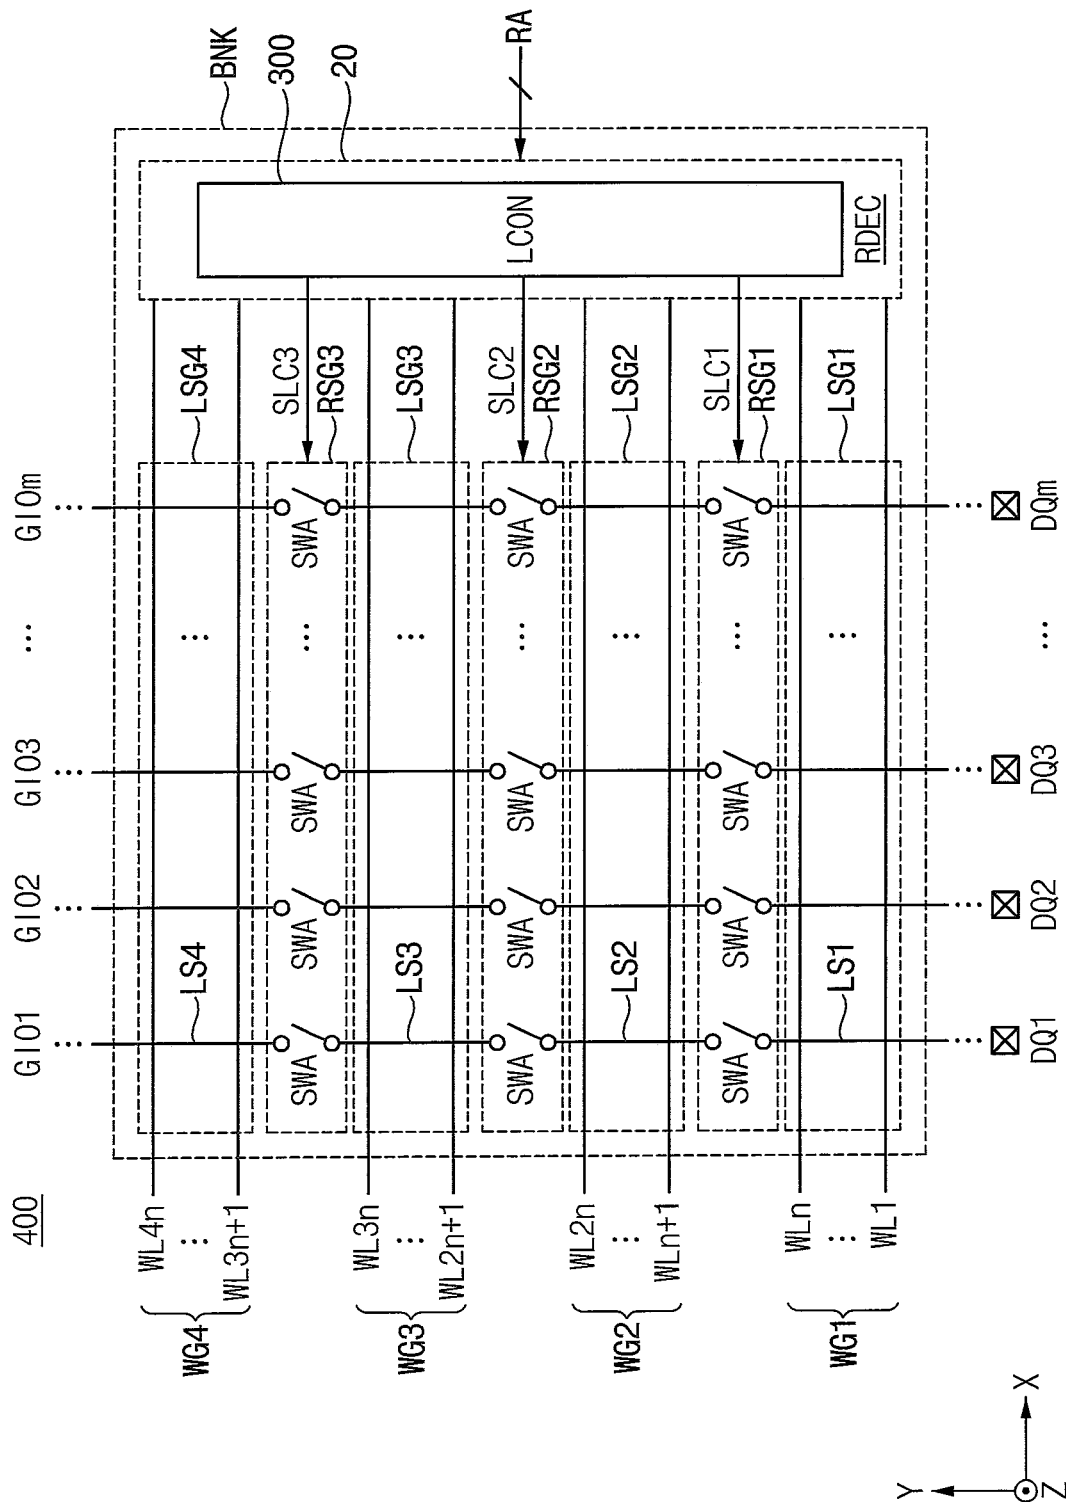 400
GIO1
GIO2
GIO3
...
GIOm
BNK
300
20
RA
WG4
WL4n
⋮
WL3n+1
LS4
LSG4
SWA
SWA
SWA
...
SWA
SLC3
RSG3
WG3
WL3n
⋮
WL2n+1
LS3
LSG3
SWA
SWA
SWA
...
SWA
SLC2
RSG2
LCON
WG2
WL2n
⋮
WLn+1
LS2
LSG2
SWA
SWA
SWA
...
SWA
SLC1
RSG1
RDEC
WG1
WLn
⋮
WL1
LS1
LSG1
DQ1
DQ2
DQ3
...
DQm
Y
X
Z